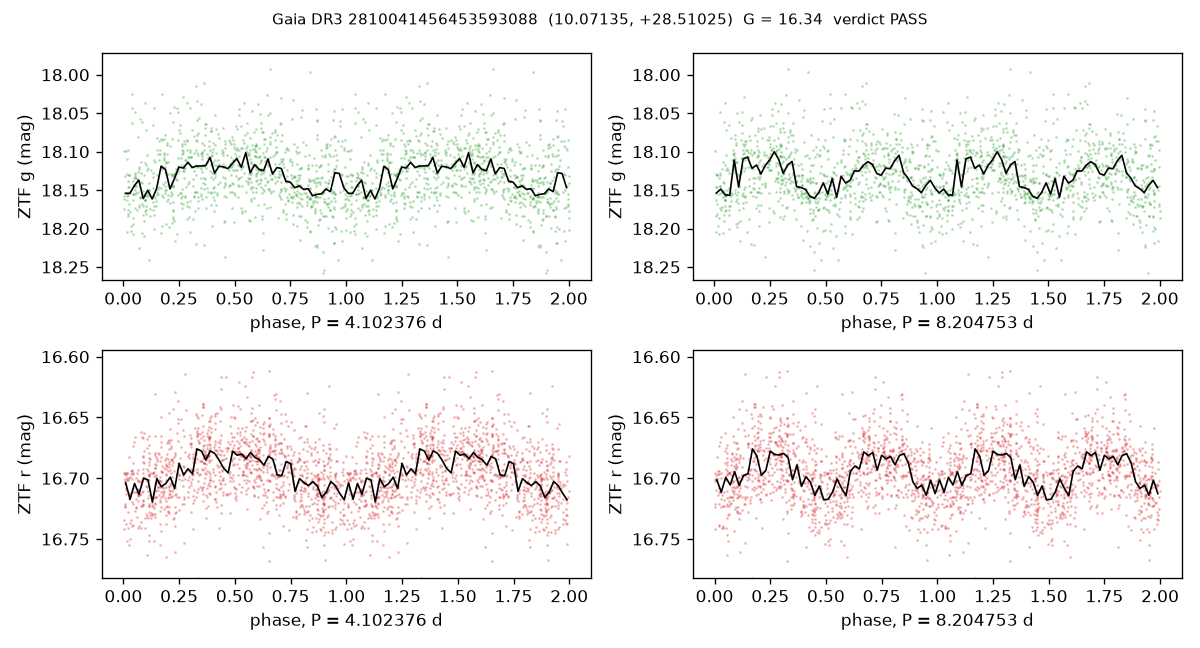 Gaia DR3 2810041456453593088 (10.07135, +28.51025) G = 16.34 verdict PASS
ZTF g (mag)
18.00
18.05
18.10
18.15
18.20
18.25
0.00 0.25 0.50 0.75 1.00 1.25 1.50 1.75 2.00
phase, P = 4.102376 d
ZTF g (mag)
18.00
18.05
18.10
18.15
18.20
18.25
0.00 0.25 0.50 0.75 1.00 1.25 1.50 1.75 2.00
phase, P = 8.204753 d
ZTF r (mag)
16.60
16.65
16.70
16.75
0.00 0.25 0.50 0.75 1.00 1.25 1.50 1.75 2.00
phase, P = 4.102376 d
ZTF r (mag)
16.60
16.65
16.70
16.75
0.00 0.25 0.50 0.75 1.00 1.25 1.50 1.75 2.00
phase, P = 8.204753 d